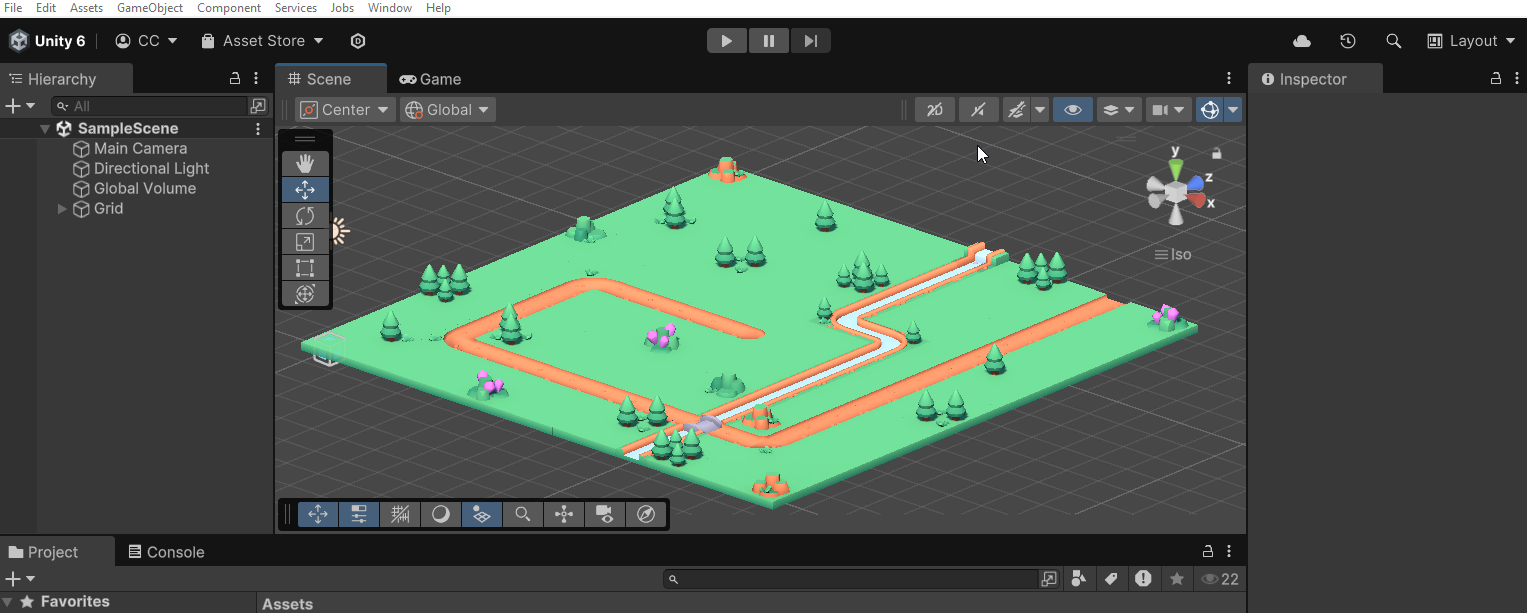 File Edit Assets GameObject Component Services Jobs Window Help
Unity 6 CC Asset Store Layout
Hierarchy Scene Game Inspector
All Center Global 2D
SampleScene
Main Camera
Directional Light
Global Volume
Grid
y
z
x
Iso
Project Console
22
Favorites Assets